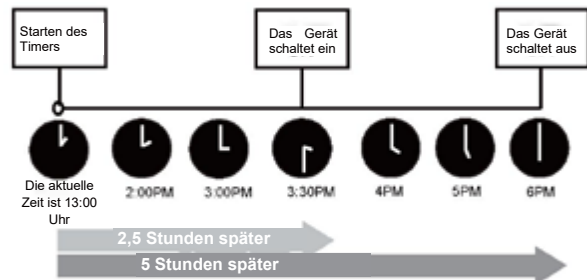 Starten des
Timers
Das Gerät
schaltet ein
Das Gerät
schaltet aus
Die aktuelle
Zeit ist 13:00
Uhr
2:00PM
3:00PM
3:30PM
4PM
5PM
6PM
2,5 Stunden später
5 Stunden später